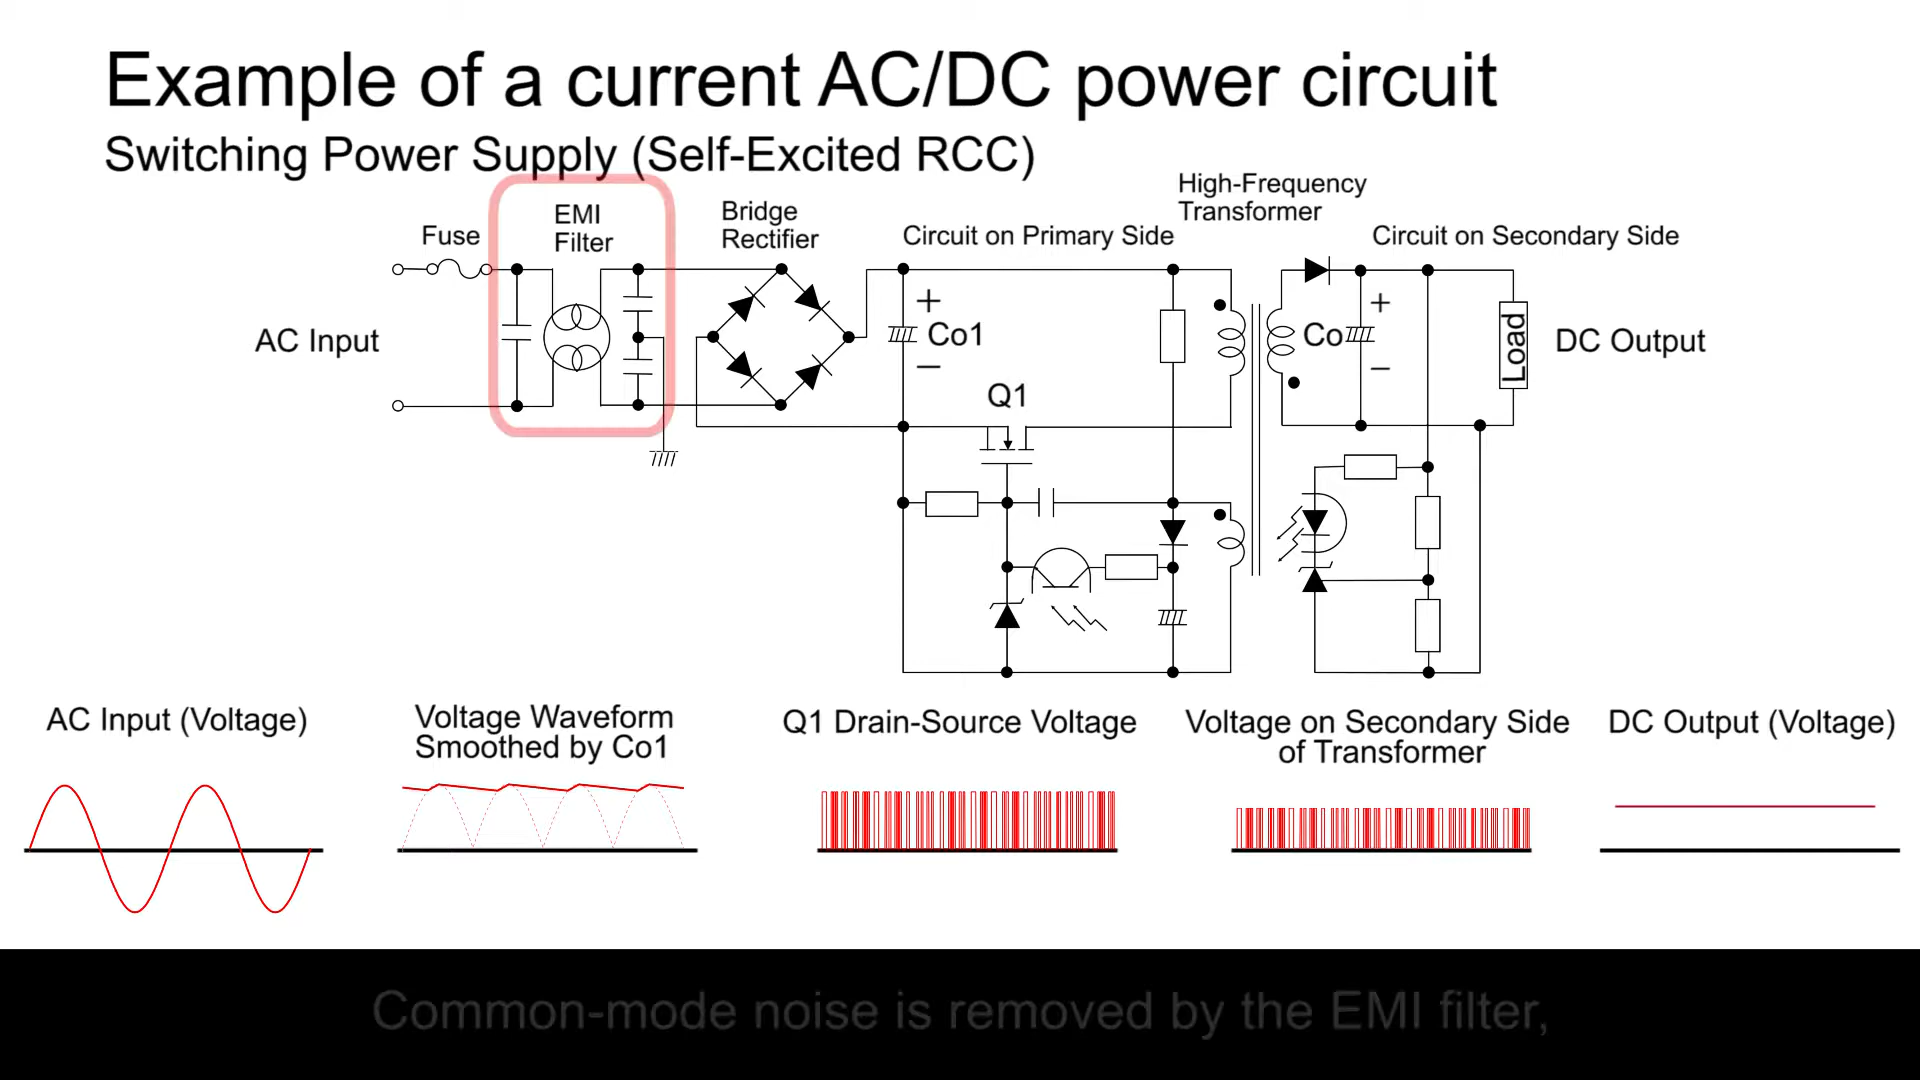 Example of a current AC/DC power circuit
Switching Power Supply (Self-Excited RCC)
High-Frequency
Transformer
Fuse
EMI
Filter
Bridge
Rectifier
Circuit on Primary Side
Circuit on Secondary Side
AC Input
+
Co1
−
Q1
Co
+
−
Load
DC Output
AC Input (Voltage)
Voltage Waveform
Smoothed by Co1
Q1 Drain-Source Voltage
Voltage on Secondary Side
of Transformer
DC Output (Voltage)
Common-mode noise is removed by the EMI filter,